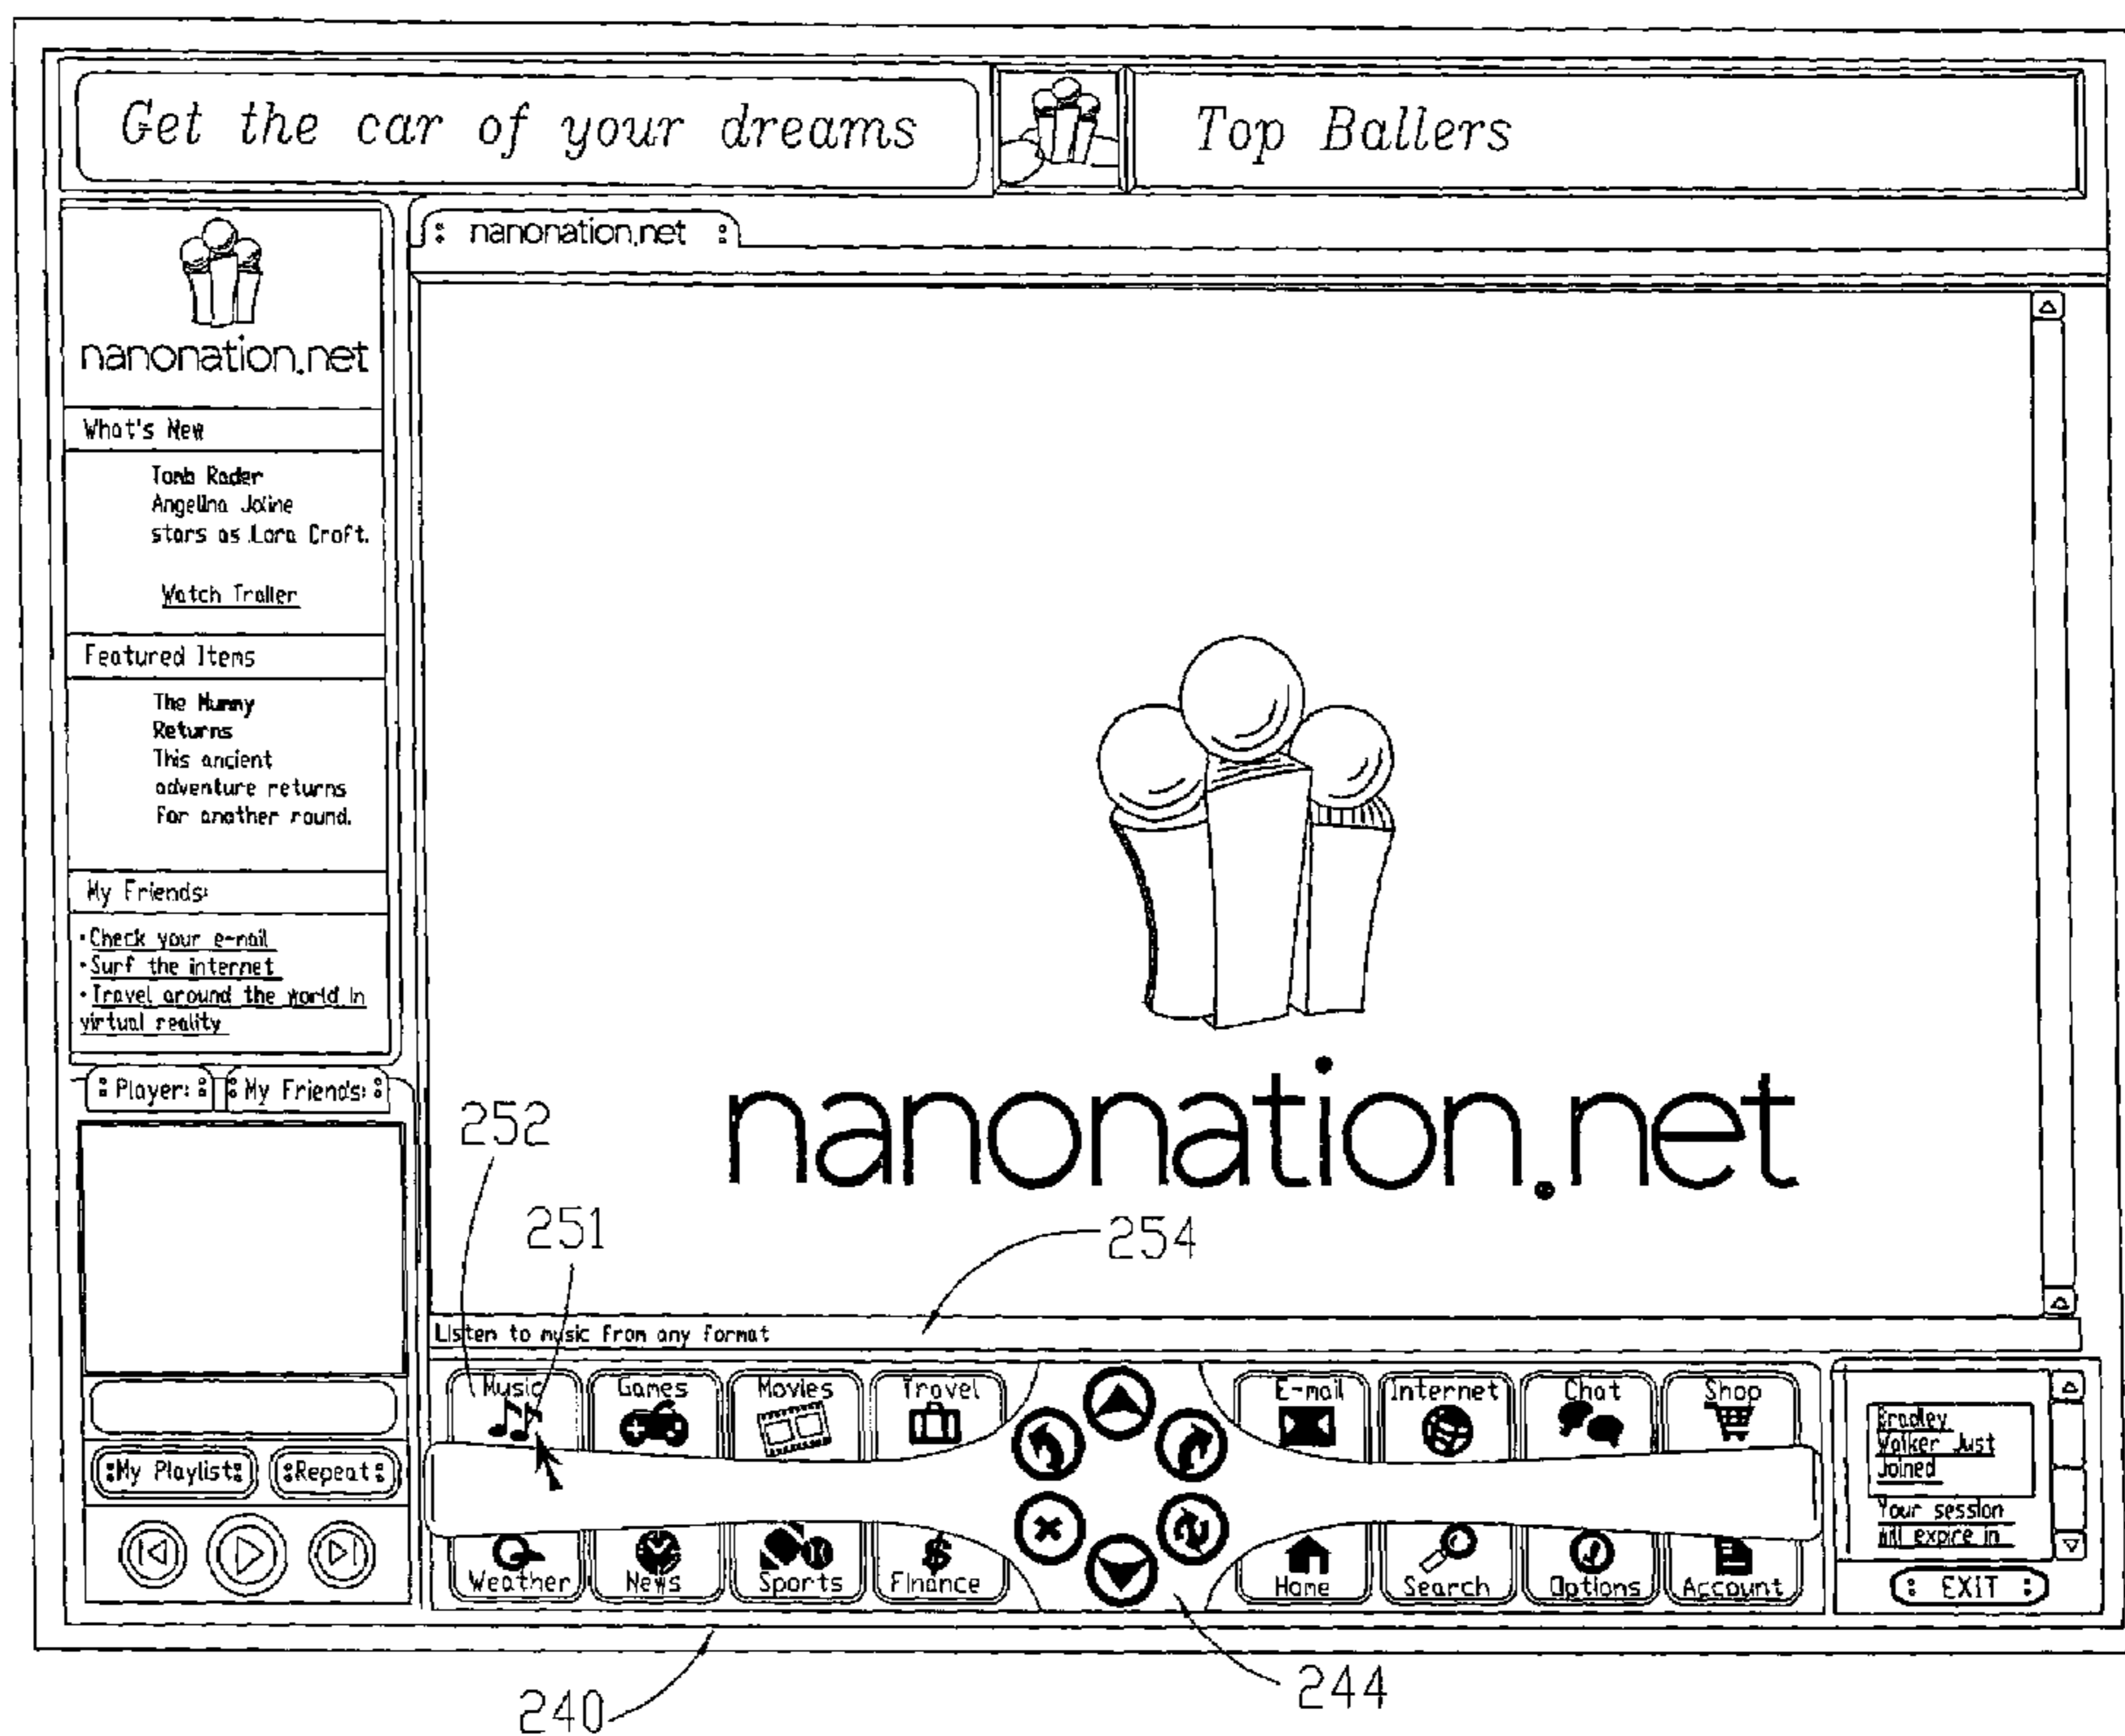 Get the car of your dreams
Top Ballers
nanonation.net
nanonation.net
What's New
Tomb Rader
Angelina Joline
stars as Lara Croft.
Watch Trailer
Featured Items
The Mummy
Returns
This ancient
adventure returns
For another round.
My Friends:
·Check your e-mail
·Surf the internet
·Travel around the world in
virtual reality
Player:
My Friends:
252
251
254
nanonation.net
Listen to music from any format
Music
Games
Movies
Travel
E-mail
Internet
Chat
Shop
My Playlist:
:Repeat:
Weather
News
Sports
$
Finance
Home
Search
Options
Account
Bradley
Walker Just
Joined
Your session
will expire in
: EXIT :
240
244